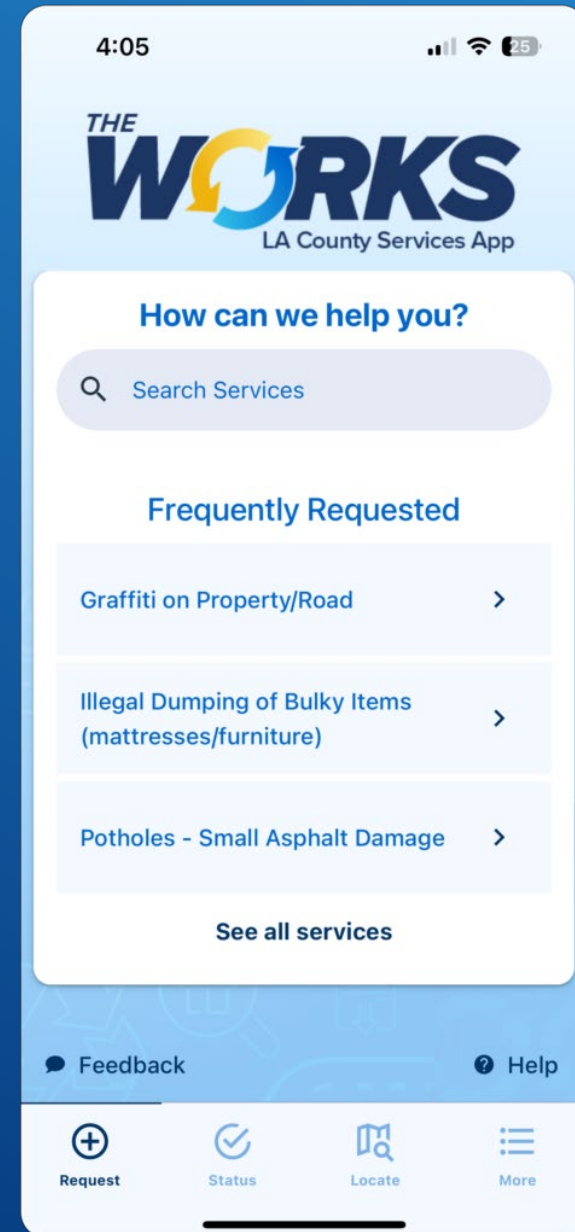 4:05
25
THE
WORKS
LA County Services App
How can we help you?
Search Services
Frequently Requested
Graffiti on Property/Road
Illegal Dumping of Bulky Items
(mattresses/furniture)
Potholes - Small Asphalt Damage
See all services
Feedback
Help
Request
Status
Locate
More